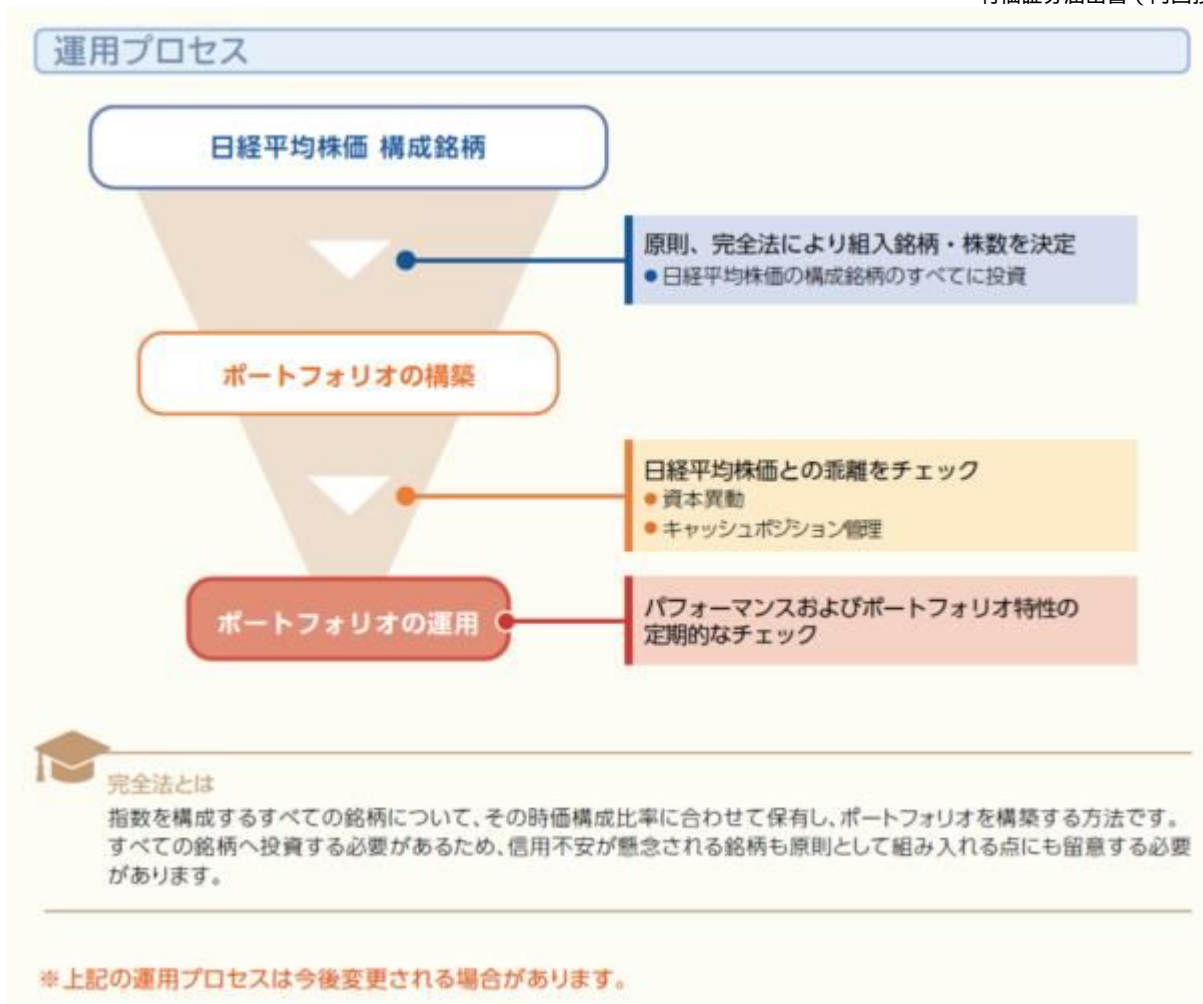 運用プロセス
日経平均株価 構成銘柄
原則、完全法により組入銘柄・株数を決定
●日経平均株価の構成銘柄のすべてに投資
ポートフォリオの構築
日経平均株価との乖離をチェック
●資本異動
●キャッシュポジション管理
ポートフォリオの運用
パフォーマンスおよびポートフォリオ特性の
定期的なチェック
完全法とは
指数を構成するすべての銘柄について、その時価構成比率に合わせて保有し、ポートフォリオを構築する方法です。
すべての銘柄へ投資する必要があるため、信用不安が懸念される銘柄も原則として組み入れる点にも留意する必要
があります。
※上記の運用プロセスは今後変更される場合があります。